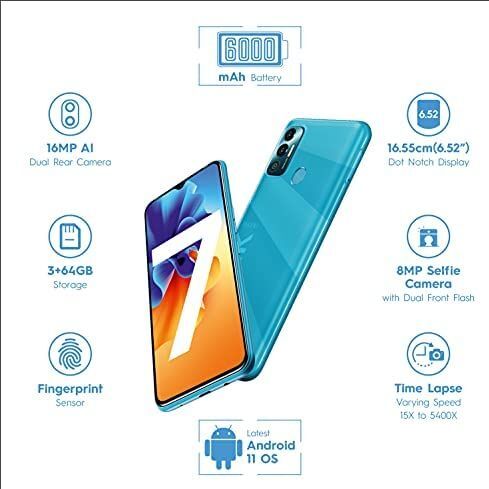 6000
mAh Battery
16MP AI
Dual Rear Camera
6.52
16.55cm(6.52")
Dot Notch Display
3+64GB
Storage
7
8MP Selfie
Camera
with Dual Front Flash
Fingerprint
Sensor
Time Lapse
Varying Speed
15X to 5400X
Latest
Android
11 OS